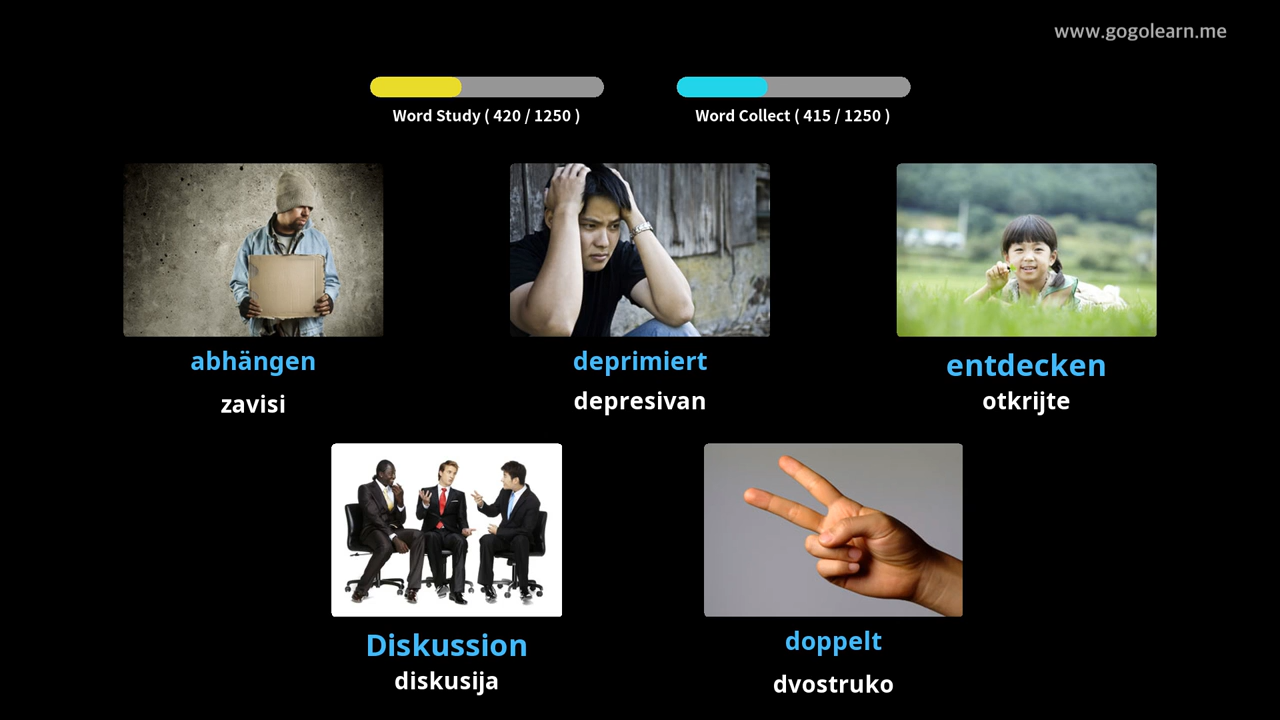 www.gogolearn.me
Word Study ( 420 / 1250 )
Word Collect ( 415 / 1250 )
abhängen
zavisi
deprimiert
depresivan
entdecken
otkrijte
Diskussion
diskusija
doppelt
dvostruko